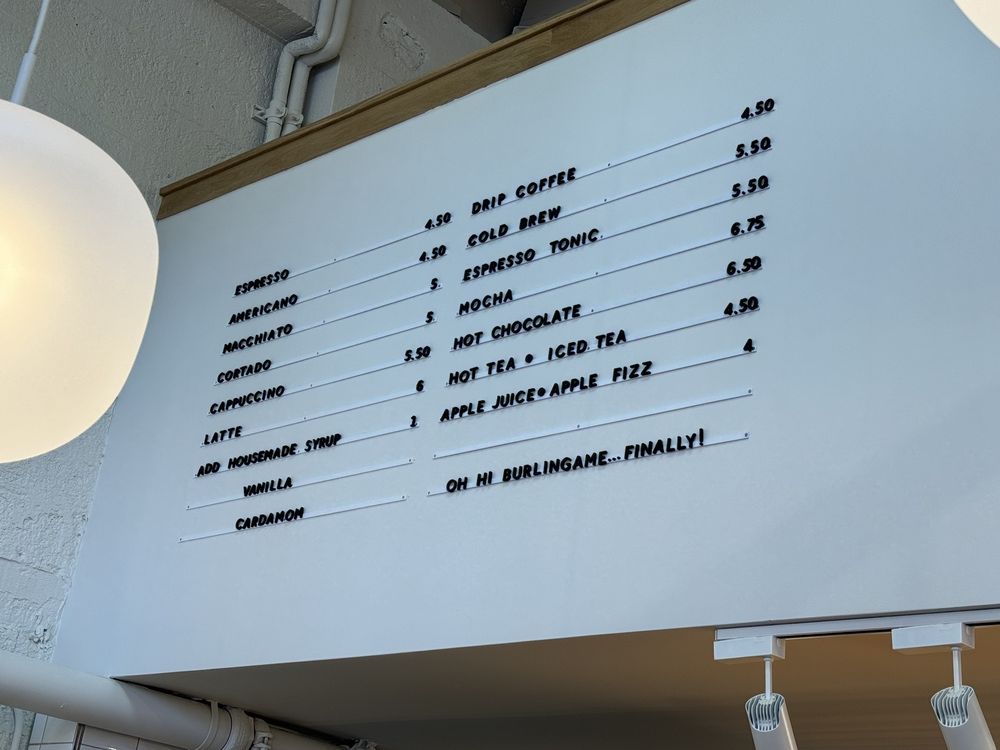 ESPRESSO 4.50
AMERICANO 4.50
MACCHIATO 5
CORTADO 5
CAPPUCCINO 5.50
LATTE 6
ADD HOUSEMADE SYRUP 1
VANILLA
CARDAMOM
DRIP COFFEE 4.50
COLD BREW 5.50
ESPRESSO TONIC 5.50
MOCHA 6.75
HOT CHOCOLATE 6.50
HOT TEA • ICED TEA 4.50
APPLE JUICE • APPLE FIZZ 4
OH HI BURLINGAME...FINALLY!